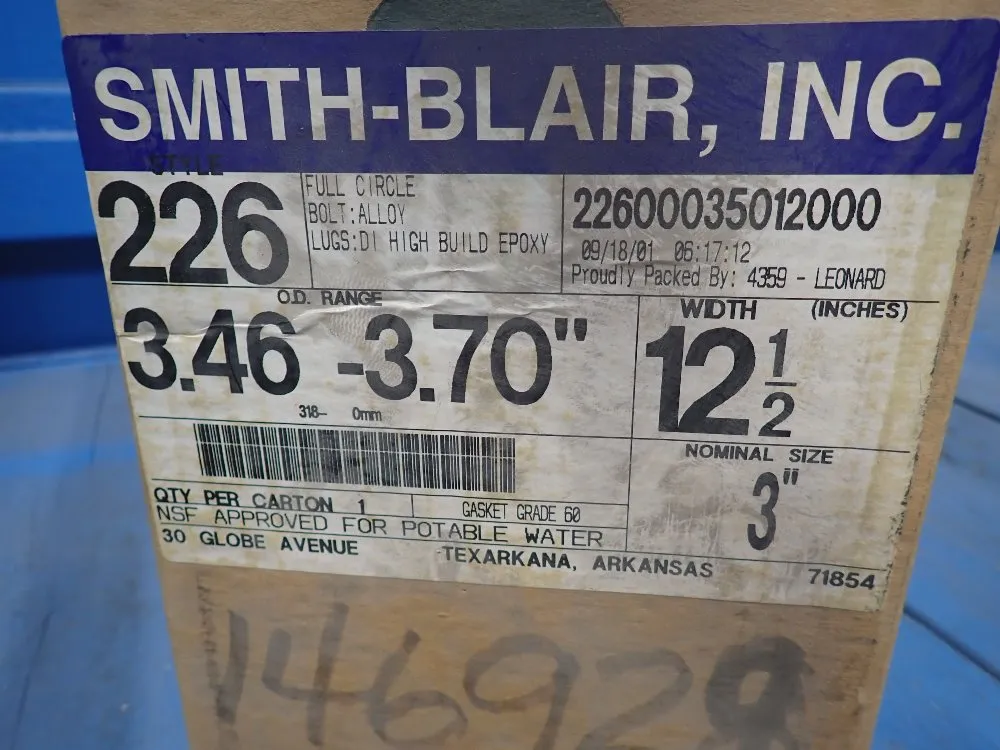 SMITH-BLAIR, INC.
STYLE
226
FULL CIRCLE
BOLT:ALLOY
LUGS:DI HIGH BUILD EPOXY
22600035012000
09/18/01 06:17:12
Proudly Packed By: 4359 - LEONARD
O.D. RANGE
3.46 -3.70"
318- 0mm
WIDTH (INCHES)
12 1/2
NOMINAL SIZE
3"
QTY PER CARTON 1
GASKET GRADE 60
NSF APPROVED FOR POTABLE WATER
30 GLOBE AVENUE TEXARKANA, ARKANSAS 71854